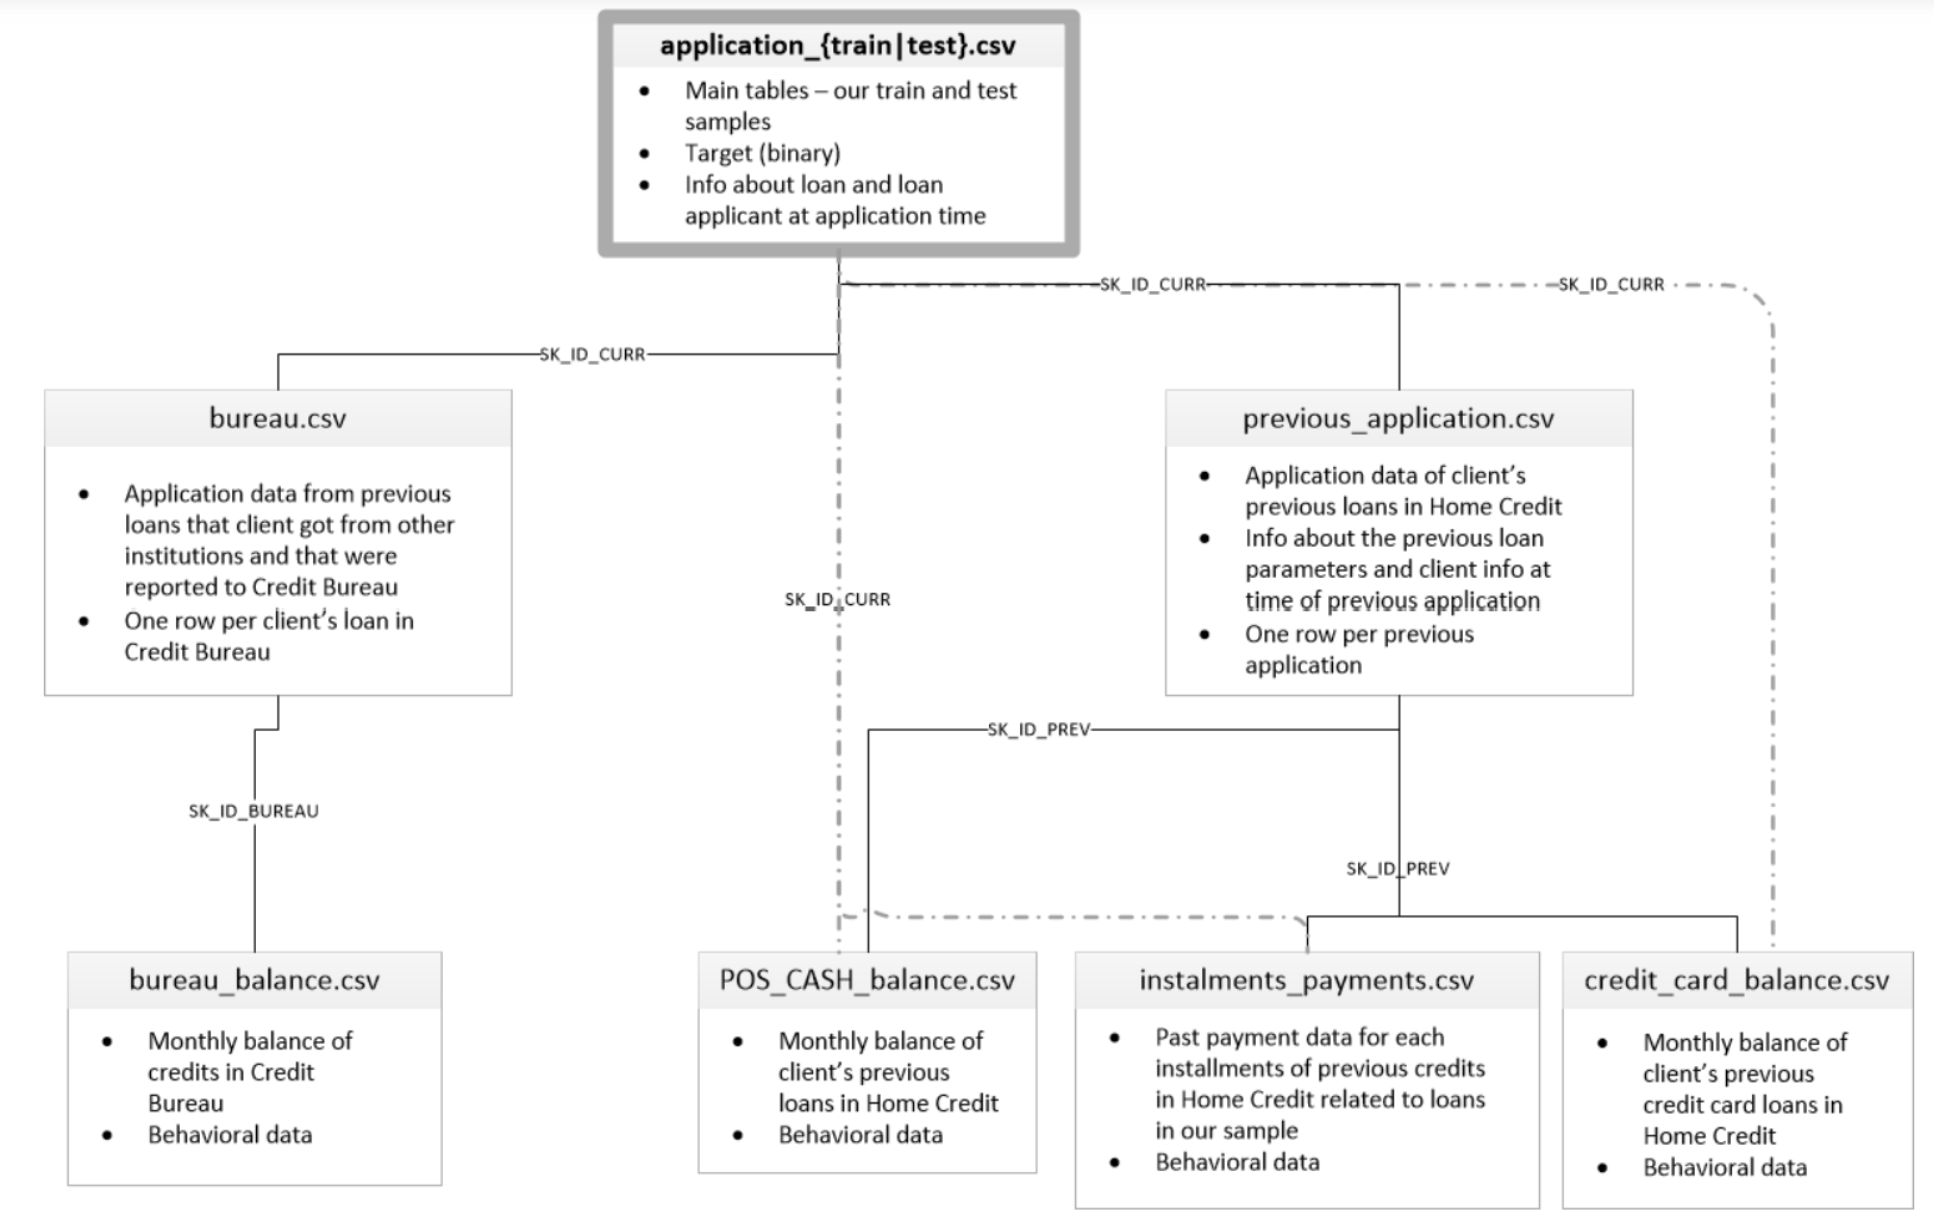 application_{train|test}.csv
• Main tables – our train and test
samples
• Target (binary)
• Info about loan and loan
applicant at application time
SK_ID_CURR
SK_ID_CURR
SK_ID_CURR
bureau.csv
• Application data from previous
loans that client got from other
institutions and that were
reported to Credit Bureau
• One row per client's loan in
Credit Bureau
previous_application.csv
• Application data of client's
previous loans in Home Credit
• Info about the previous loan
parameters and client info at
time of previous application
• One row per previous
application
SK_ID_CURR
SK_ID_PREV
SK_ID_BUREAU
SK_ID_PREV
bureau_balance.csv
• Monthly balance of
credits in Credit
Bureau
• Behavioral data
POS_CASH_balance.csv
• Monthly balance of
client's previous
loans in Home Credit
• Behavioral data
instalments_payments.csv
• Past payment data for each
installments of previous credits
in Home Credit related to loans
in our sample
• Behavioral data
credit_card_balance.csv
• Monthly balance of
client's previous
credit card loans in
Home Credit
• Behavioral data